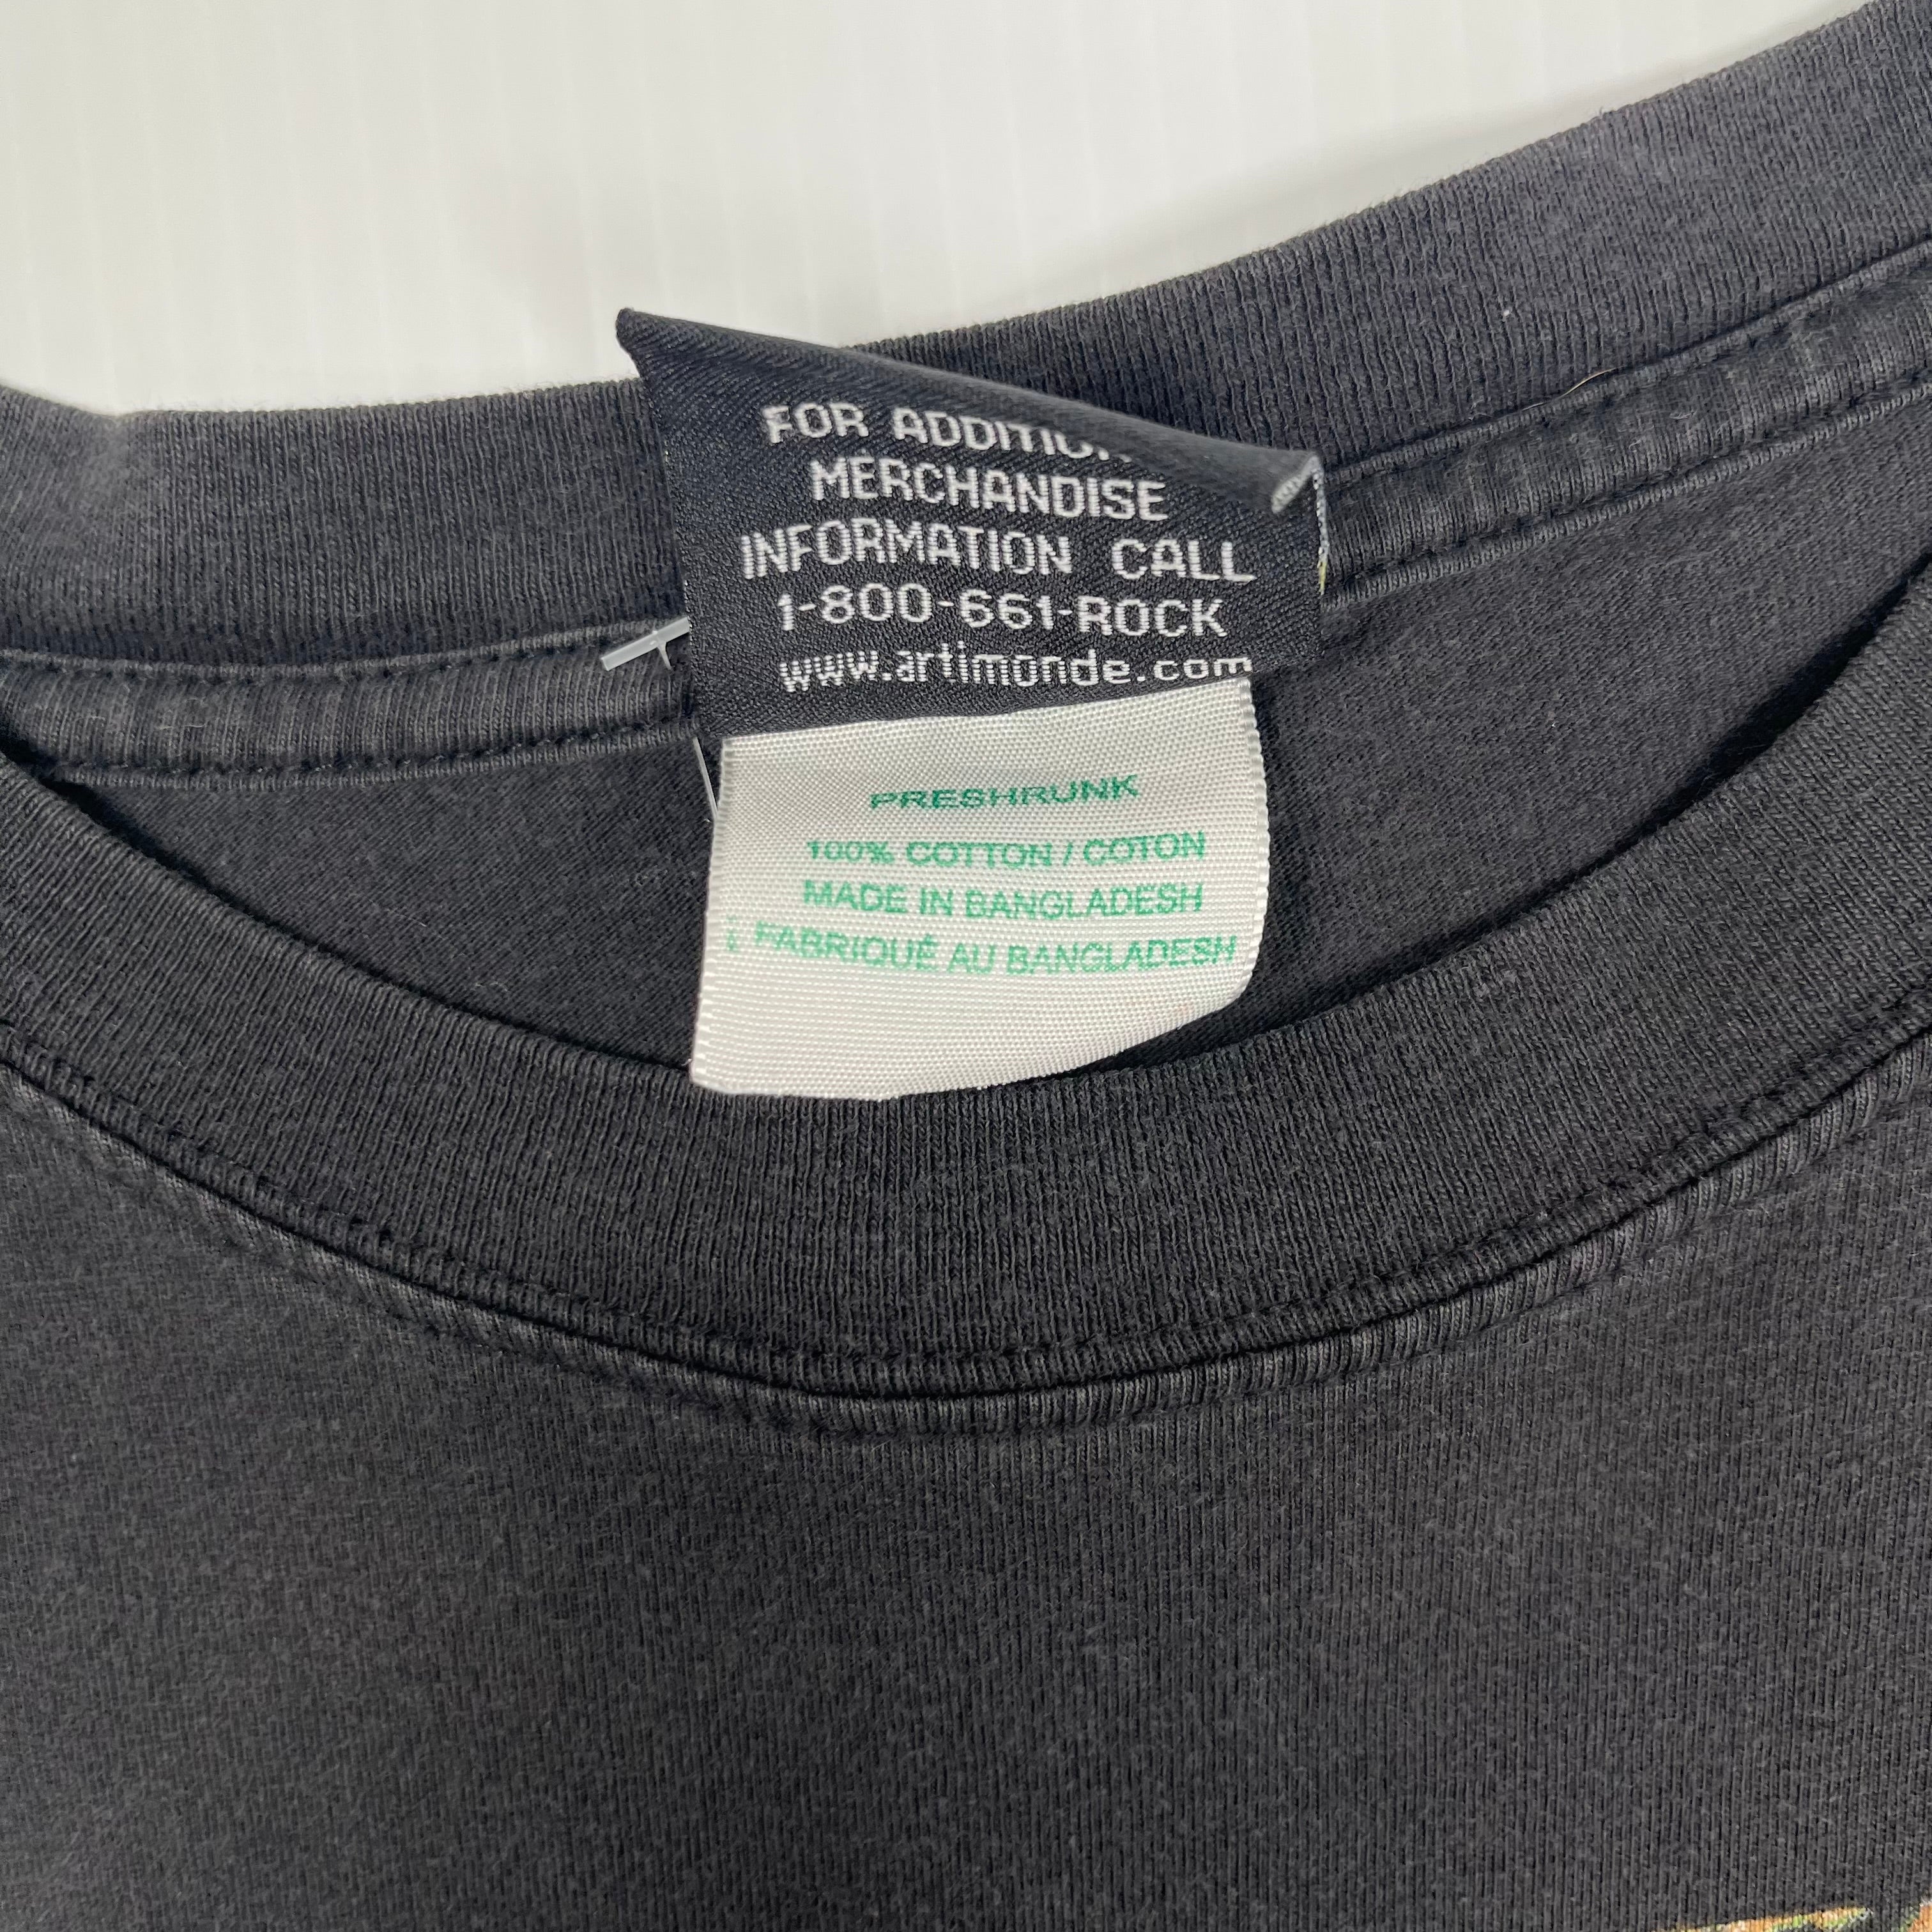 FOR
MERCHANDISE
INFORMATION CALL
1-800-661-ROCK
www.artimonde.com
PRESHRUNK
100% COTTON / COTON
MADE IN BANGLADESH
L FABRIQUÉ AU BANGLADESH